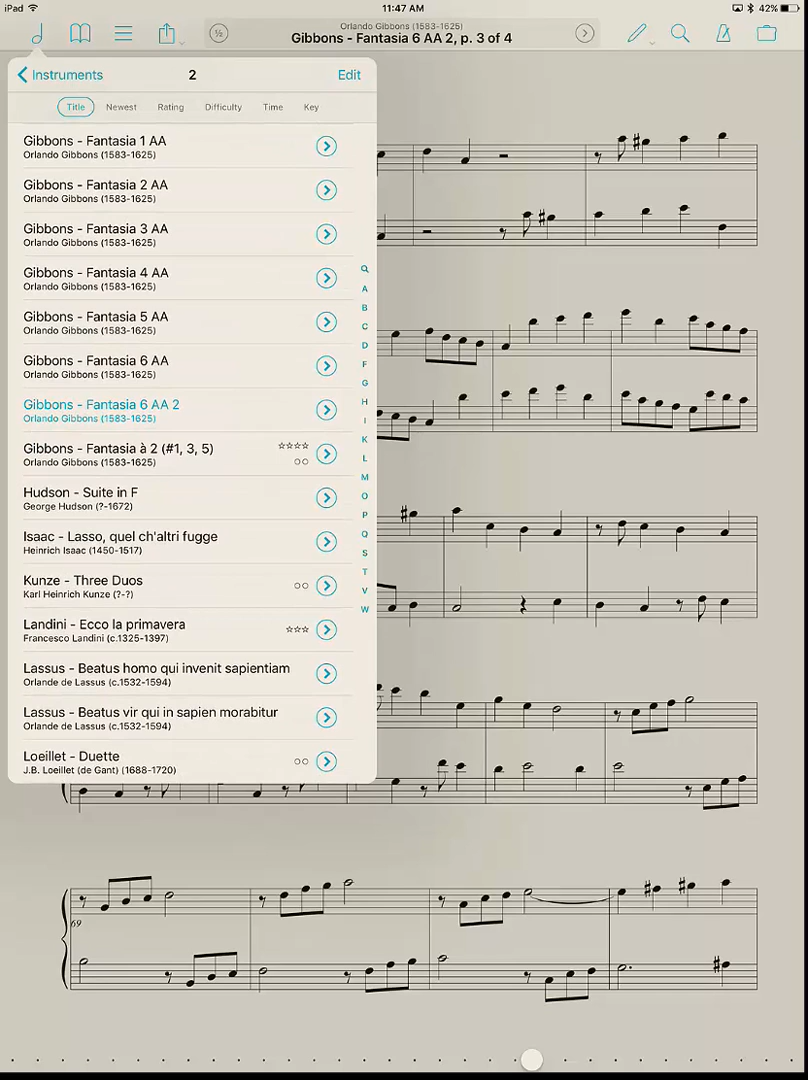 iPad 11:47 AM 42%
Orlando Gibbons (1583-1625)
½ Gibbons - Fantasia 6 AA 2, p. 3 of 4
Instruments 2 Edit
Title Newest Rating Difficulty Time Key
Gibbons - Fantasia 1 AA
Orlando Gibbons (1583-1625)
Gibbons - Fantasia 2 AA
Orlando Gibbons (1583-1625)
Gibbons - Fantasia 3 AA
Orlando Gibbons (1583-1625)
Gibbons - Fantasia 4 AA
Orlando Gibbons (1583-1625)
Gibbons - Fantasia 5 AA
Orlando Gibbons (1583-1625)
Gibbons - Fantasia 6 AA
Orlando Gibbons (1583-1625)
Gibbons - Fantasia 6 AA 2
Orlando Gibbons (1583-1625)
Gibbons - Fantasia à 2 (#1, 3, 5)
Orlando Gibbons (1583-1625)
Hudson - Suite in F
George Hudson (?-1672)
Isaac - Lasso, quel ch'altri fugge
Heinrich Isaac (1450-1517)
Kunze - Three Duos
Karl Heinrich Kunze (?-?)
Landini - Ecco la primavera
Francesco Landini (c.1325-1397)
Lassus - Beatus homo qui invenit sapientiam
Orlande de Lassus (c.1532-1594)
Lassus - Beatus vir qui in sapien morabitur
Orlande de Lassus (c.1532-1594)
Loeillet - Duette
J.B. Loeillet (de Gant) (1688-1720)
A
B
C
D
F
G
H
I
K
L
M
O
P
Q
S
T
V
W
69